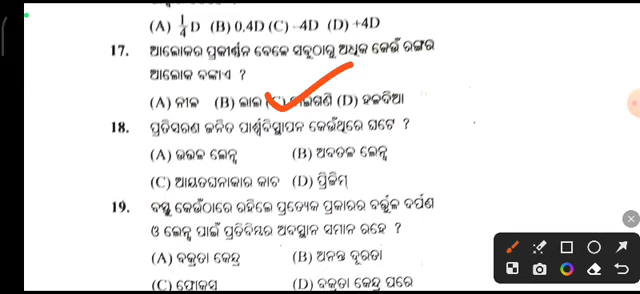 (A) 1/4 D (B) 0.4D (C) -4D (D) +4D
17. ଆଲୋକର ପ୍ରକୀର୍ଣ୍ଣନ ବେଳେ ସବୁଠାରୁ ଅଧିକ କେଉଁ ରଙ୍ଗର
ଆଲୋକ ବଙ୍କାଏ ?
(A) ନୀଳ (B) ଲାଲ (D) ହଳଦିଆ
18. ପ୍ରତିସରଣ ଜନିତ ପାର୍ଶ୍ଵବିସ୍ଥାପନ କେଉଁଥିରେ ଘଟେ ?
(A) ଉତ୍ତଳ ଲେନ୍ସ (B) ଅବତଳ ଲେନ୍ସ
(C) ଆୟତଘନାକାର କାଚ (D) ପ୍ରିଜିମ୍
19. ବସ୍ତୁ କେଉଁଠାରେ ରହିଲେ ପ୍ରତ୍ୟେକ ପ୍ରକାରର ବର୍ତ୍ତୁଳ ଦର୍ପଣ
ଓ ଲେନ୍ସ ପାଇଁ ପ୍ରତିବିମ୍ବର ଅବସ୍ଥାନ ସମାନ ରହେ ?
(A) ବକ୍ରତା କେନ୍ଦ୍ର (B) ଅନନ୍ତ ଦୂରତା
(C) ଫୋକସ (D) ବକ୍ରତା କେନ୍ଦ୍ର ପରେ